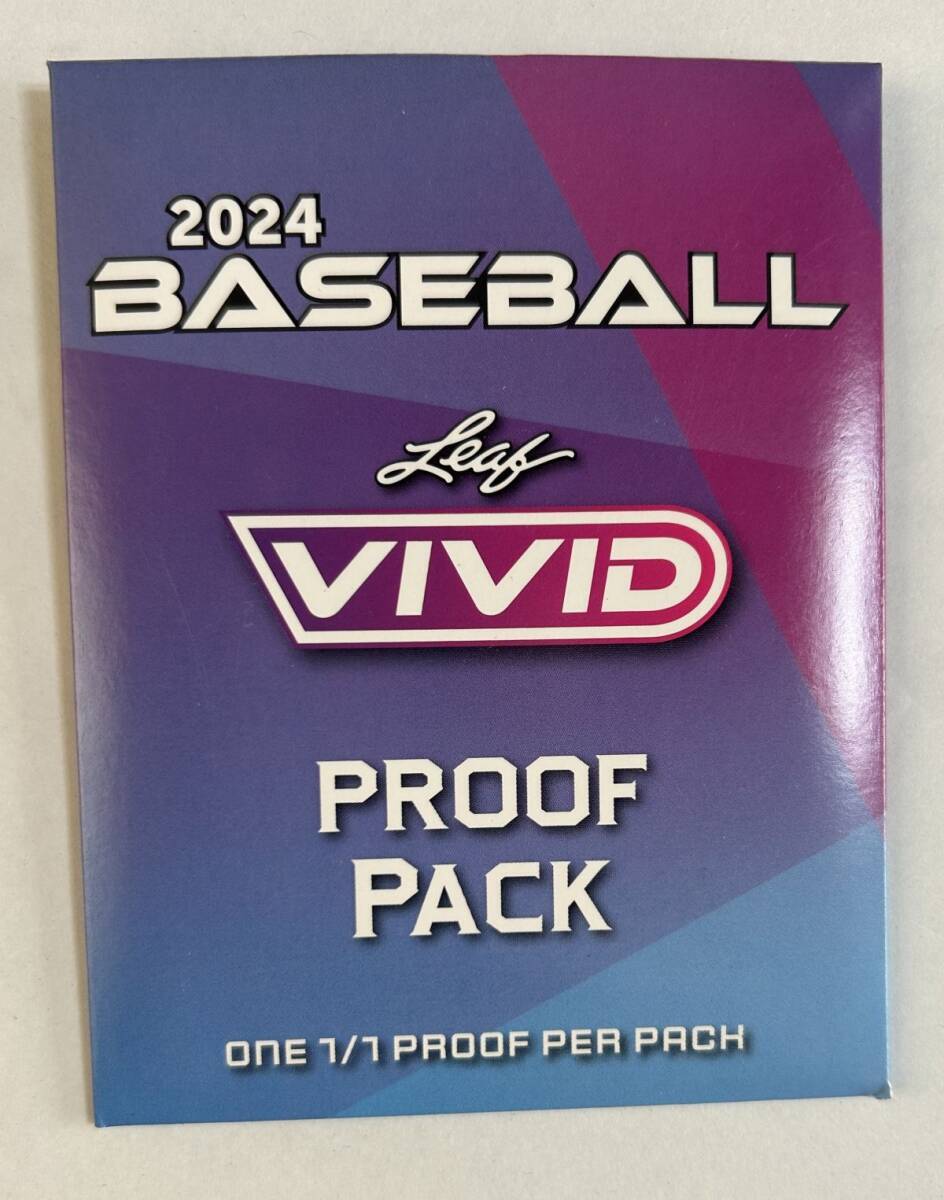 2024
BASEBALL
Leaf
VIVID
PROOF
PACK
ONE 1/1 PROOF PER PACK